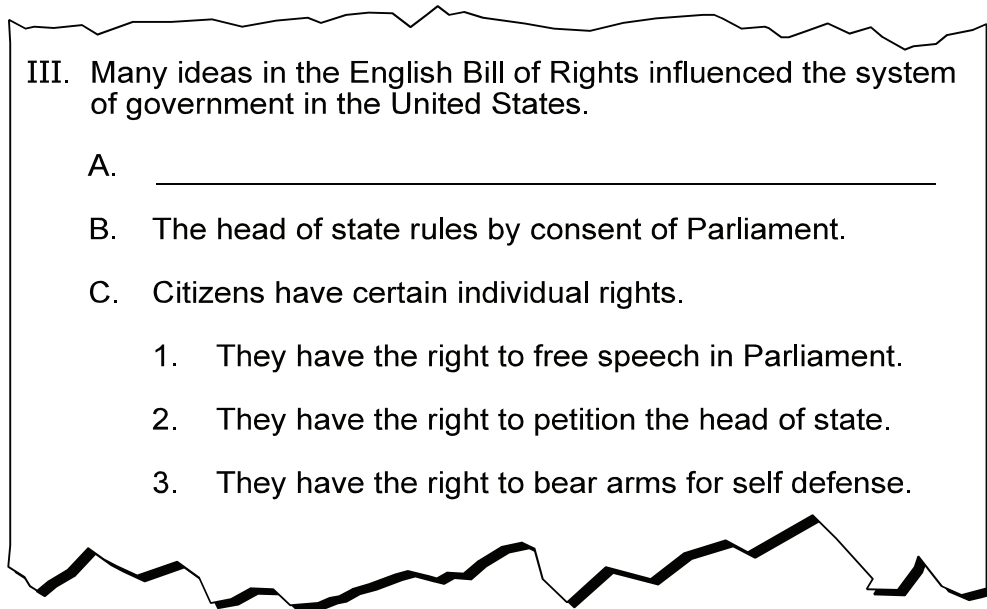 III. Many ideas in the English Bill of Rights influenced the system
of government in the United States.
A.
B. The head of state rules by consent of Parliament.
C. Citizens have certain individual rights.
1. They have the right to free speech in Parliament.
2. They have the right to petition the head of state.
3. They have the right to bear arms for self defense.